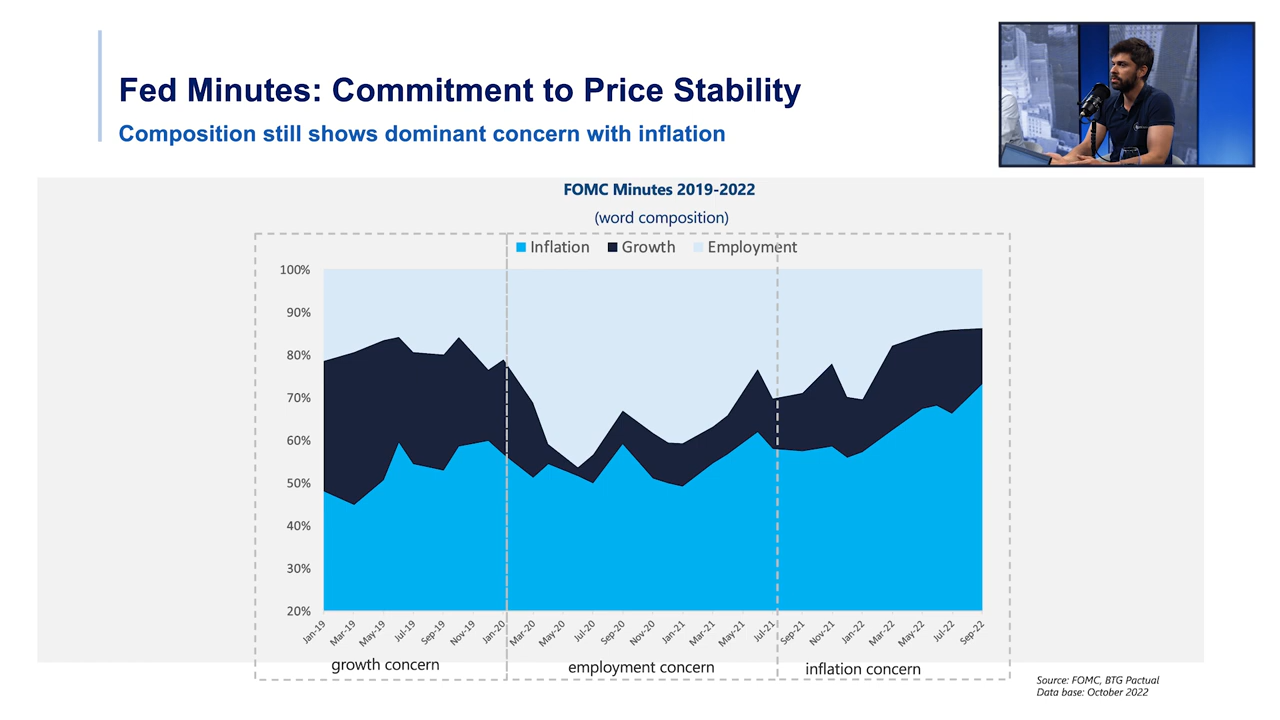 Fed Minutes: Commitment to Price Stability
Composition still shows dominant concern with inflation
FOMC Minutes 2019-2022
(word composition)
Inflation Growth Employment
100%
90%
80%
70%
60%
50%
40%
30%
20%
Jan-19 Mar-19 May-19 Jul-19 Sep-19 Nov-19 Jan-20 Mar-20 May-20 Jul-20 Sep-20 Nov-20 Jan-21 Mar-21 May-21 Jul-21 Sep-21 Nov-21 Jan-22 Mar-22 May-22 Jul-22 Sep-22
growth concern employment concern inflation concern
Source: FOMC, BTG Pactual
Data base: October 2022